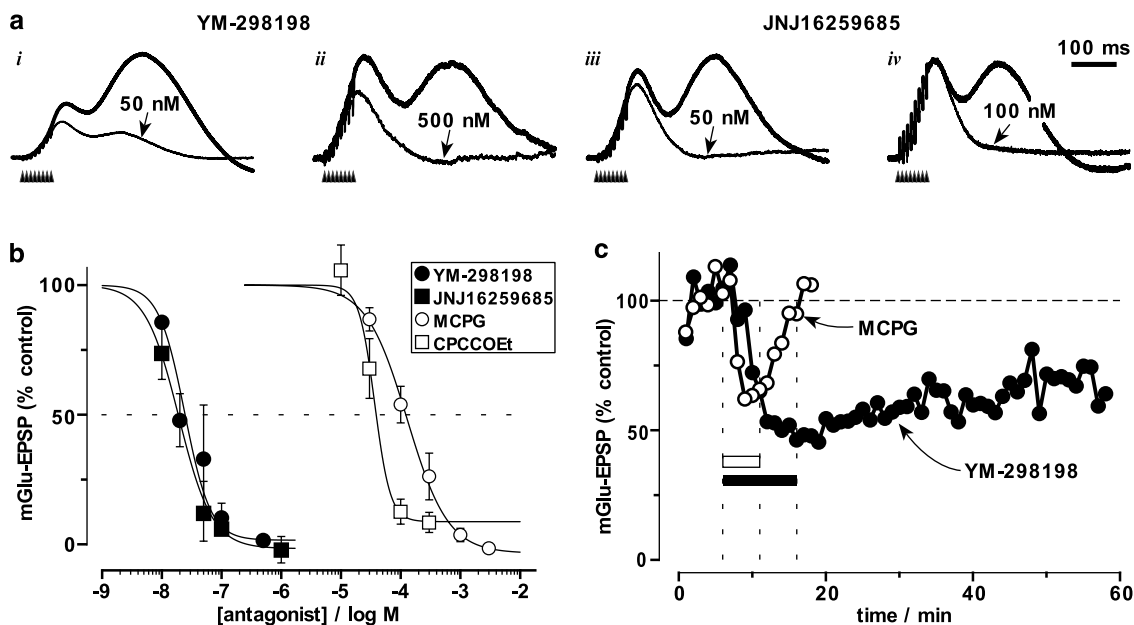 a
YM-298198
JNJ16259685
i
ii
iii
iv
100 ms
50 nM
500 nM
50 nM
100 nM
b
mGlu-EPSP (% control)
100
50
0
YM-298198
JNJ16259685
MCPG
CPCCOEt
-9 -8 -7 -6 -5 -4 -3 -2
[antagonist] / log M
c
mGlu-EPSP (% control)
100
50
0
MCPG
YM-298198
0 20 40 60
time / min